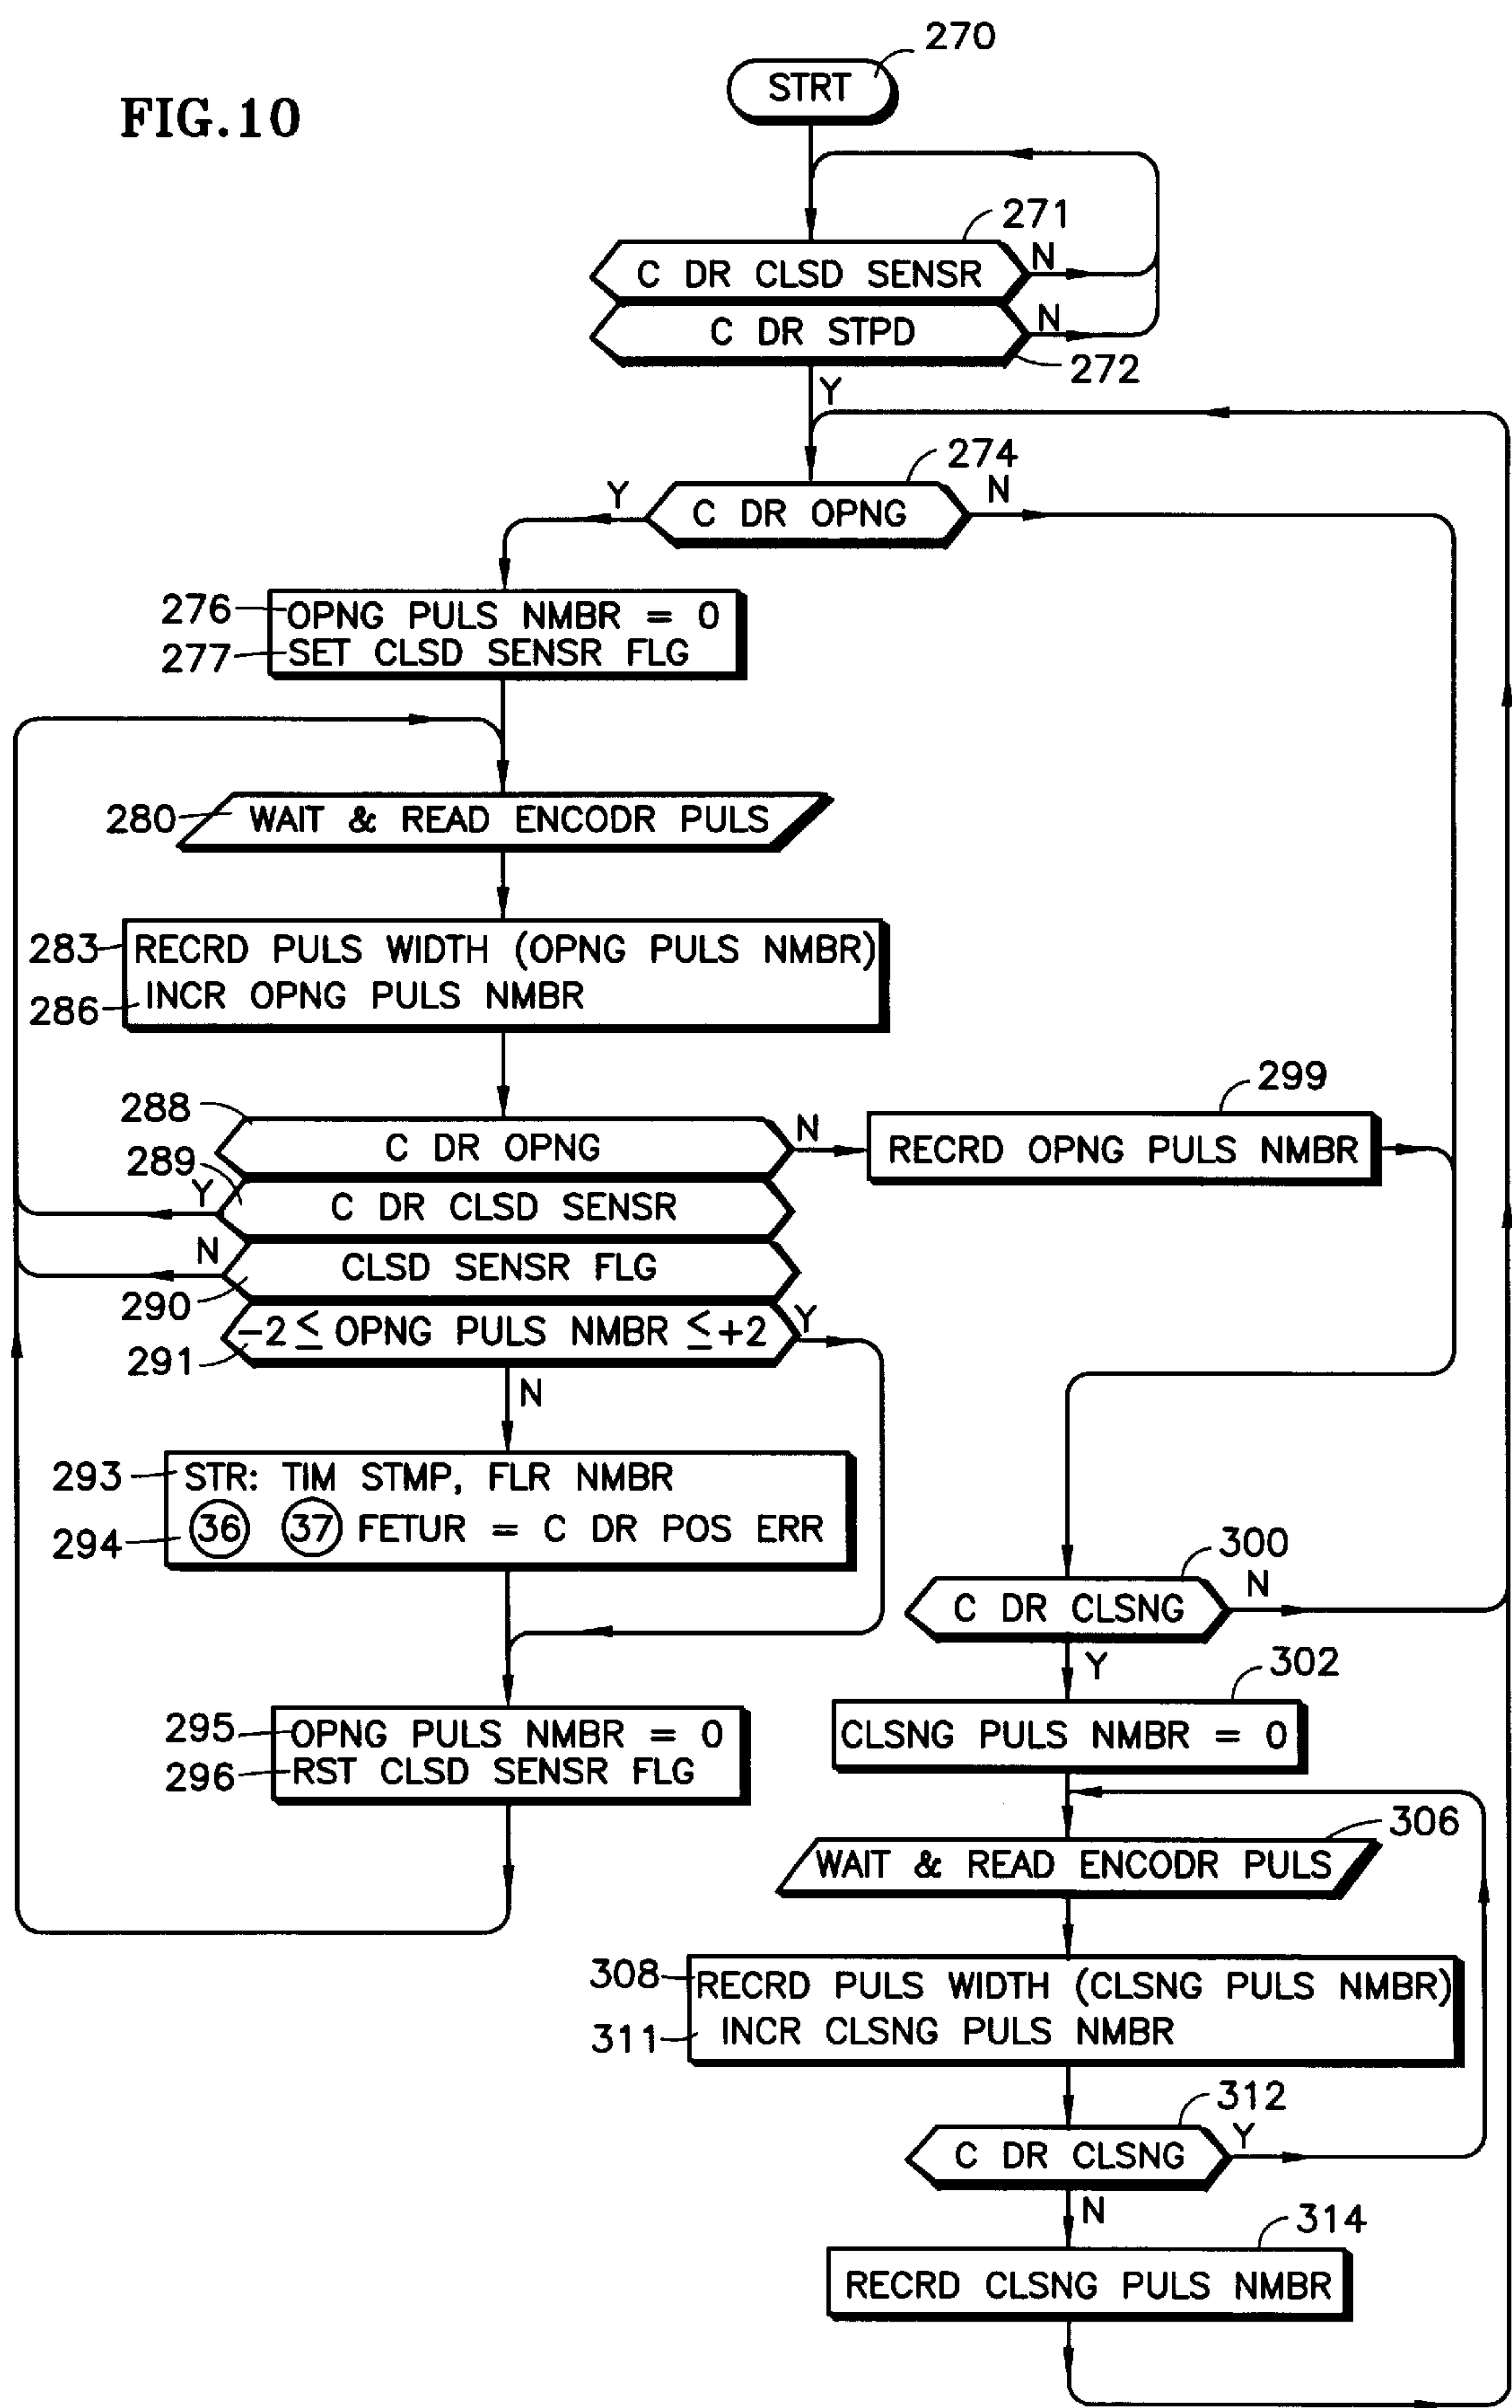 FIG.10
270
STRT
271
C DR CLSD SENSR N
C DR STPD N
272
Y
274
Y C DR OPNG N
276 OPNG PULS NMBR = 0
277 SET CLSD SENSR FLG
280 WAIT & READ ENCODR PULS
283 RECRD PULS WIDTH (OPNG PULS NMBR)
286 INCR OPNG PULS NMBR
288 C DR OPNG N
299
RECRD OPNG PULS NMBR
289 Y C DR CLSD SENSR
N CLSD SENSR FLG
290
-2 ≤ OPNG PULS NMBR ≤ +2 Y
291
N
293 STR: TIM STMP, FLR NMBR
294 36 37 FETUR = C DR POS ERR
300
C DR CLSNG N
Y
302
295 OPNG PULS NMBR = 0
296 RST CLSD SENSR FLG
CLSNG PULS NMBR = 0
306
WAIT & READ ENCODR PULS
308 RECRD PULS WIDTH (CLSNG PULS NMBR)
311 INCR CLSNG PULS NMBR
312
C DR CLSNG Y
N
314
RECRD CLSNG PULS NMBR